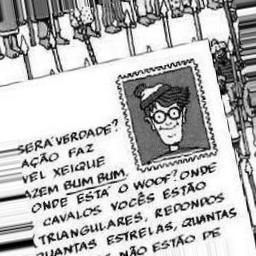 SERÁ VERDADE?
AÇÃO FAZ
VEL XEIQUE
AZEM BUM BUM,
ONDE ESTÁ O WOOF? ONDE
CAVALOS VOCÊS ESTÃO
TRIANGULARES, REDONDOS
QUANTAS ESTRELAS, QUANTAS
NÃO ESTÃO DE